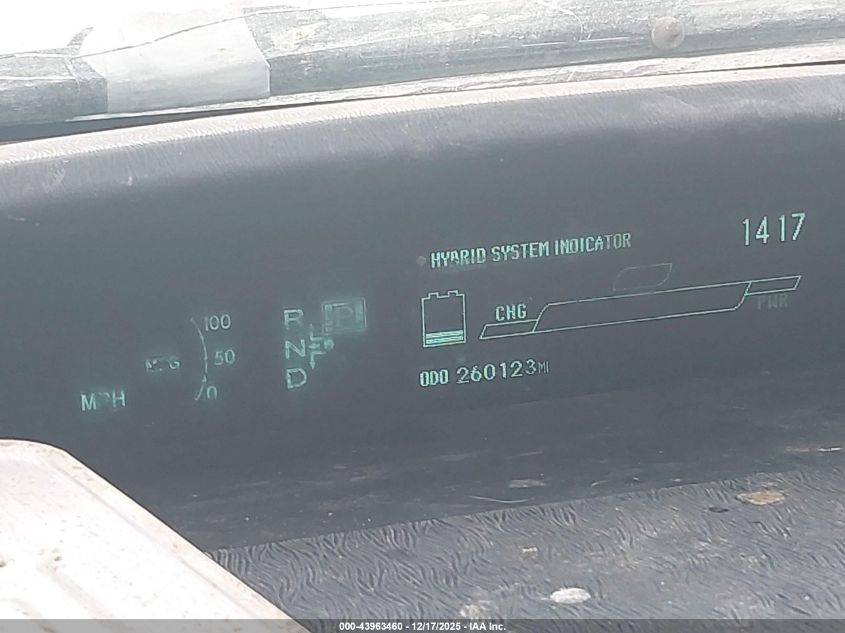 HYBRID SYSTEM INDICATOR
1417
CHG
PWR
ODO 260123MI
100
MPG 50
0
MPH
R P
N
D
000-43963460 - 12/17/2025 - IAA Inc.